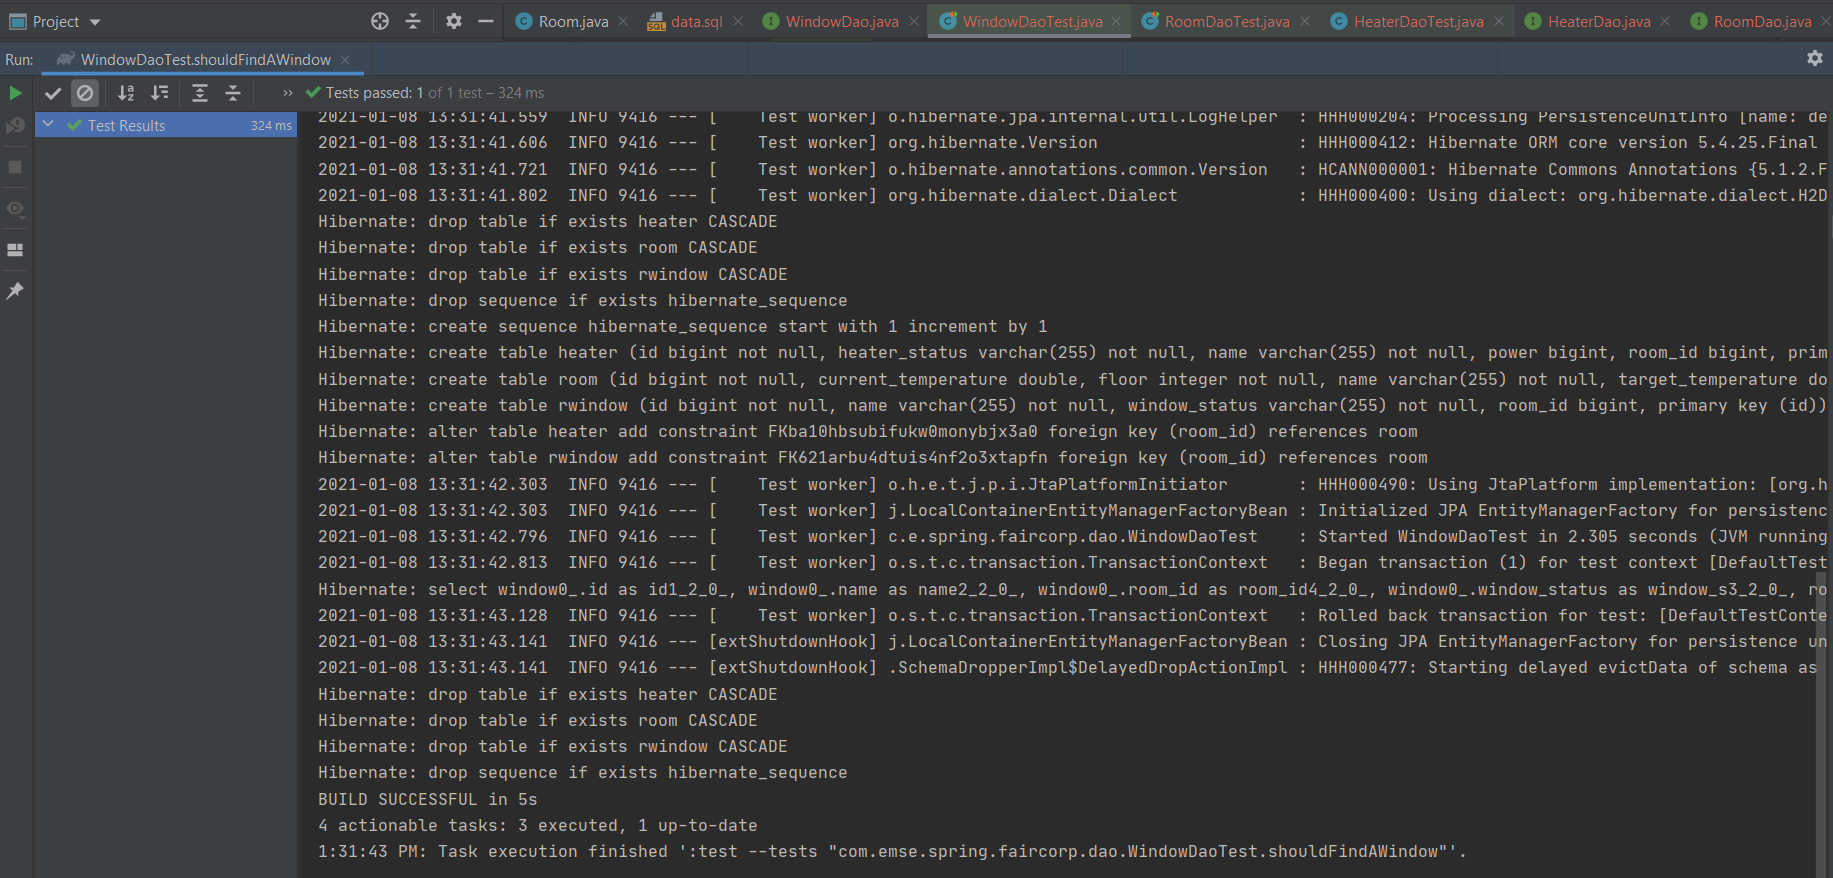 Project
Room.java
data.sql
WindowDao.java
WindowDaoTest.java
RoomDaoTest.java
HeaterDaoTest.java
HeaterDao.java
RoomDao.java
Run: WindowDaoTest.shouldFindAWindow
» Tests passed: 1 of 1 test – 324 ms
Test Results 324 ms
2021-01-08 13:31:41.559 INFO 9416 --- [ Test worker] o.hibernate.jpa.internal.util.LogHelper : HHH000204: Processing PersistenceUnitInfo [name: de
2021-01-08 13:31:41.606 INFO 9416 --- [ Test worker] org.hibernate.Version : HHH000412: Hibernate ORM core version 5.4.25.Final
2021-01-08 13:31:41.721 INFO 9416 --- [ Test worker] o.hibernate.annotations.common.Version : HCANN000001: Hibernate Commons Annotations {5.1.2.F
2021-01-08 13:31:41.802 INFO 9416 --- [ Test worker] org.hibernate.dialect.Dialect : HHH000400: Using dialect: org.hibernate.dialect.H2D
Hibernate: drop table if exists heater CASCADE
Hibernate: drop table if exists room CASCADE
Hibernate: drop table if exists rwindow CASCADE
Hibernate: drop sequence if exists hibernate_sequence
Hibernate: create sequence hibernate_sequence start with 1 increment by 1
Hibernate: create table heater (id bigint not null, heater_status varchar(255) not null, name varchar(255) not null, power bigint, room_id bigint, prim
Hibernate: create table room (id bigint not null, current_temperature double, floor integer not null, name varchar(255) not null, target_temperature do
Hibernate: create table rwindow (id bigint not null, name varchar(255) not null, window_status varchar(255) not null, room_id bigint, primary key (id))
Hibernate: alter table heater add constraint FKba10hbsubifukw0monybjx3a0 foreign key (room_id) references room
Hibernate: alter table rwindow add constraint FK621arbu4dtuis4nf2o3xtapfn foreign key (room_id) references room
2021-01-08 13:31:42.303 INFO 9416 --- [ Test worker] o.h.e.t.j.p.i.JtaPlatformInitiator : HHH000490: Using JtaPlatform implementation: [org.h
2021-01-08 13:31:42.303 INFO 9416 --- [ Test worker] j.LocalContainerEntityManagerFactoryBean : Initialized JPA EntityManagerFactory for persistenc
2021-01-08 13:31:42.796 INFO 9416 --- [ Test worker] c.e.spring.faircorp.dao.WindowDaoTest : Started WindowDaoTest in 2.305 seconds (JVM running
2021-01-08 13:31:42.813 INFO 9416 --- [ Test worker] o.s.t.c.transaction.TransactionContext : Began transaction (1) for test context [DefaultTest
Hibernate: select window0_.id as id1_2_0_, window0_.name as name2_2_0_, window0_.room_id as room_id4_2_0_, window0_.window_status as window_s3_2_0_, ro
2021-01-08 13:31:43.128 INFO 9416 --- [ Test worker] o.s.t.c.transaction.TransactionContext : Rolled back transaction for test: [DefaultTestConte
2021-01-08 13:31:43.141 INFO 9416 --- [extShutdownHook] j.LocalContainerEntityManagerFactoryBean : Closing JPA EntityManagerFactory for persistence un
2021-01-08 13:31:43.141 INFO 9416 --- [extShutdownHook] .SchemaDropperImpl$DelayedDropActionImpl : HHH000477: Starting delayed evictData of schema as
Hibernate: drop table if exists heater CASCADE
Hibernate: drop table if exists room CASCADE
Hibernate: drop table if exists rwindow CASCADE
Hibernate: drop sequence if exists hibernate_sequence
BUILD SUCCESSFUL in 5s
4 actionable tasks: 3 executed, 1 up-to-date
1:31:43 PM: Task execution finished ':test --tests "com.emse.spring.faircorp.dao.WindowDaoTest.shouldFindAWindow"'.